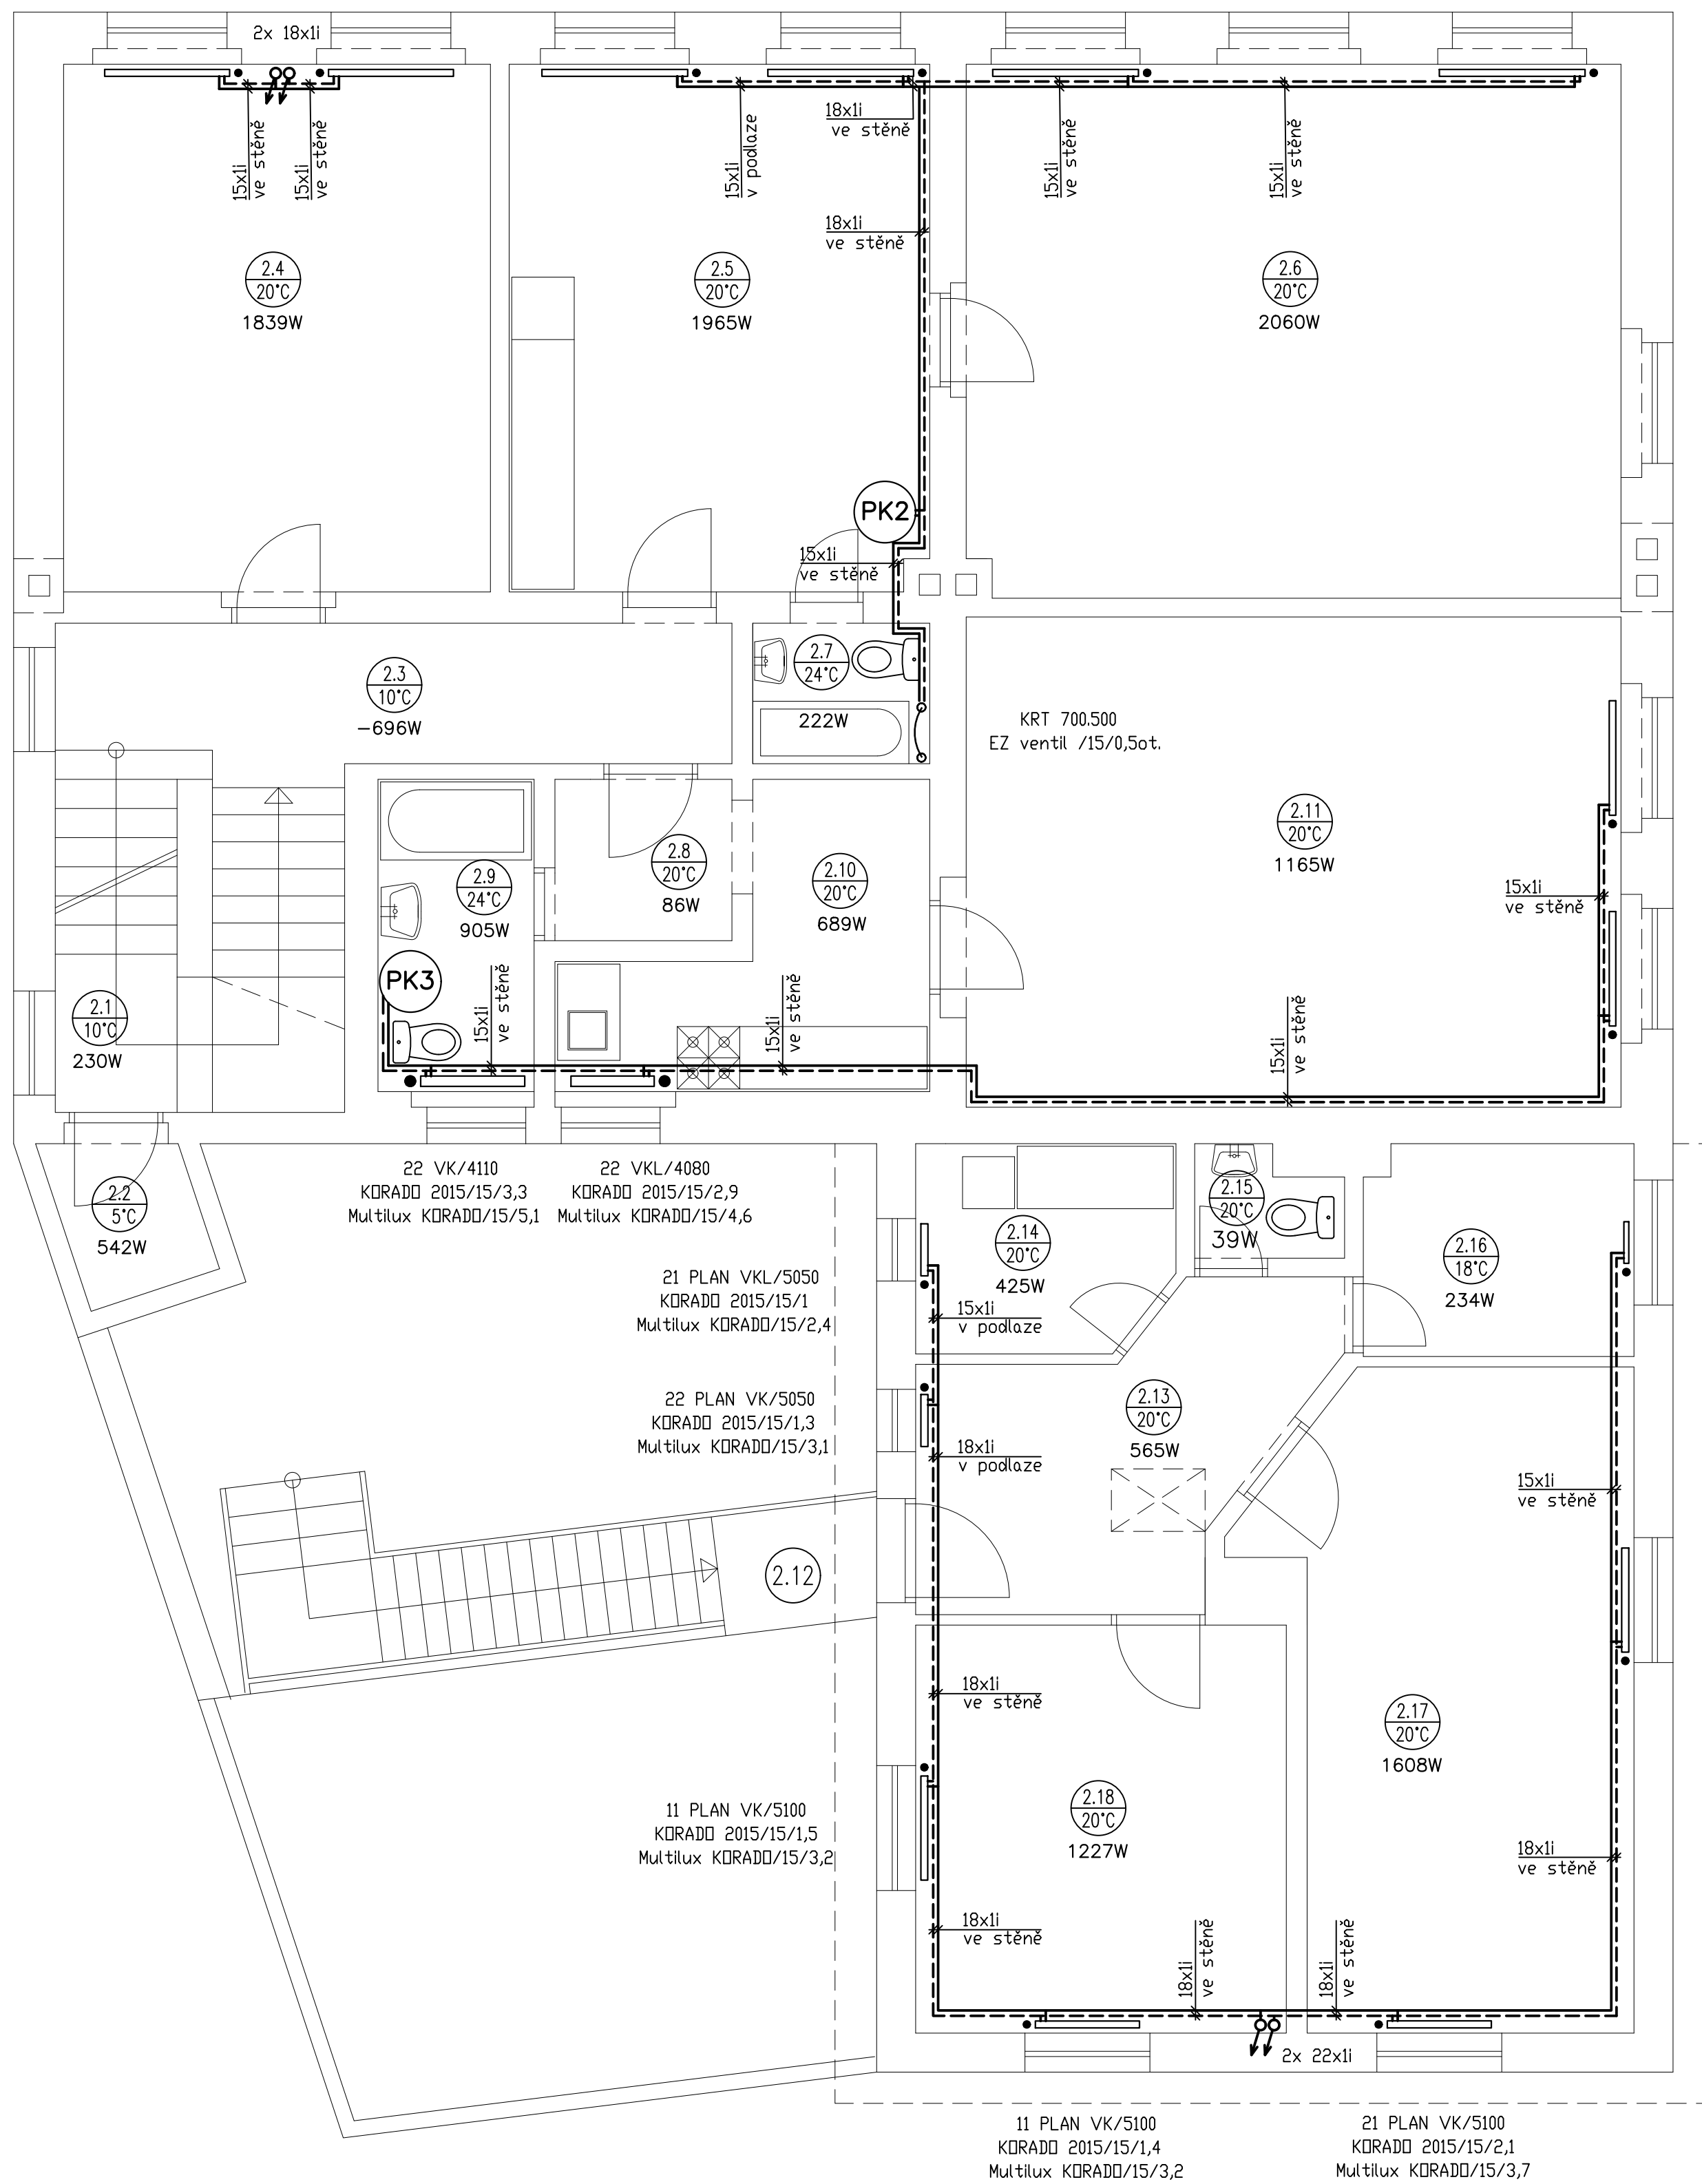 2x 18x1i
15x1i
ve stěně
15x1i
ve stěně
15x1i
v podlaze
18x1i
ve stěně
15x1i
ve stěně
15x1i
ve stěně
18x1i
ve stěně
2.4
20°C
1839W
2.5
20°C
1965W
2.6
20°C
2060W
PK2
15x1i
ve stěně
2.3
10°C
-696W
2.7
24°C
222W
KRT 700.500
EZ ventil /15/0,5ot.
2.11
20°C
1165W
2.9
24°C
905W
2.8
20°C
86W
2.10
20°C
689W
15x1i
ve stěně
PK3
15x1i
ve stěně
15x1i
ve stěně
15x1i
ve stěně
2.1
10°C
230W
22 VK/4110
KORADO 2015/15/3,3
Multilux KORADO/15/5,1
22 VKL/4080
KORADO 2015/15/2,9
Multilux KORADO/15/4,6
2.2
5°C
542W
2.14
20°C
425W
2.15
20°C
39W
2.16
18°C
234W
21 PLAN VKL/5050
KORADO 2015/15/1
Multilux KORADO/15/2,4
15x1i
v podlaze
22 PLAN VK/5050
KORADO 2015/15/1,3
Multilux KORADO/15/3,1
2.13
20°C
565W
18x1i
v podlaze
15x1i
ve stěně
2.12
18x1i
ve stěně
2.17
20°C
1608W
11 PLAN VK/5100
KORADO 2015/15/1,5
Multilux KORADO/15/3,2
2.18
20°C
1227W
18x1i
ve stěně
18x1i
ve stěně
18x1i
ve stěně
18x1i
ve stěně
2x 22x1i
11 PLAN VK/5100
KORADO 2015/15/1,4
Multilux KORADO/15/3,2
21 PLAN VK/5100
KORADO 2015/15/2,1
Multilux KORADO/15/3,7